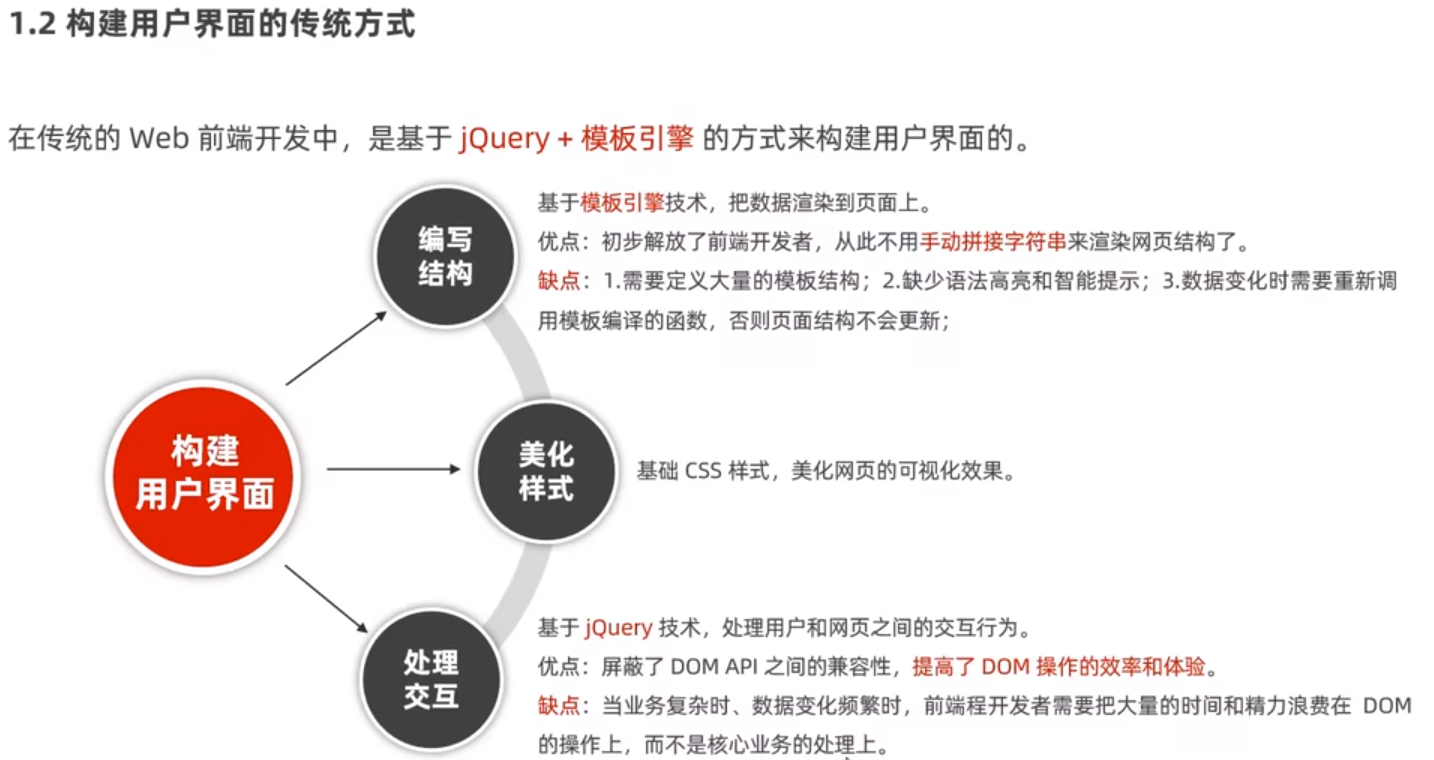 1.2 构建用户界面的传统方式
在传统的 Web 前端开发中，是基于 jQuery + 模板引擎 的方式来构建用户界面的。
编写
结构
基于模板引擎技术，把数据渲染到页面上。
优点：初步解放了前端开发者，从此不用手动拼接字符串来渲染网页结构了。
缺点：1.需要定义大量的模板结构；2.缺少语法高亮和智能提示；3.数据变化时需要重新调
用模板编译的函数，否则页面结构不会更新；
构建
用户界面
美化
样式
基础 CSS 样式，美化网页的可视化效果。
处理
交互
基于 jQuery 技术，处理用户和网页之间的交互行为。
优点：屏蔽了 DOM API 之间的兼容性，提高了 DOM 操作的效率和体验。
缺点：当业务复杂时、数据变化频繁时，前端程开发者需要把大量的时间和精力浪费在 DOM
的操作上，而不是核心业务的处理上。